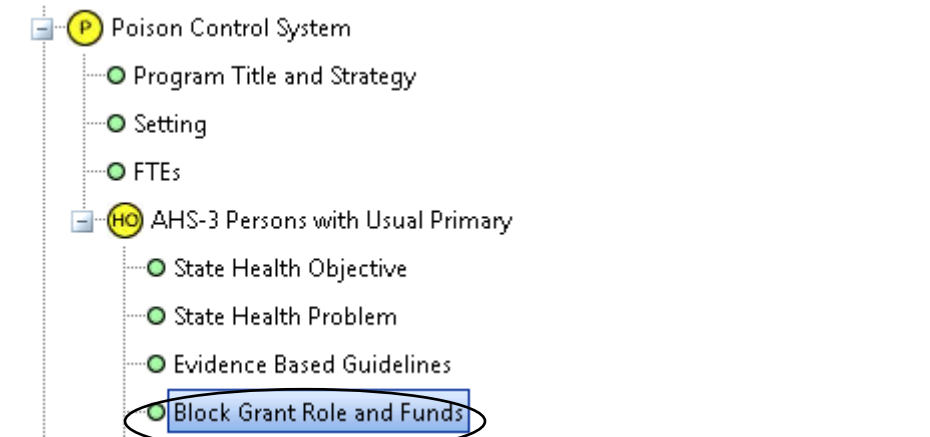 P Poison Control System
Program Title and Strategy
Setting
FTEs
HO AHS-3 Persons with Usual Primary
State Health Objective
State Health Problem
Evidence Based Guidelines
Block Grant Role and Funds